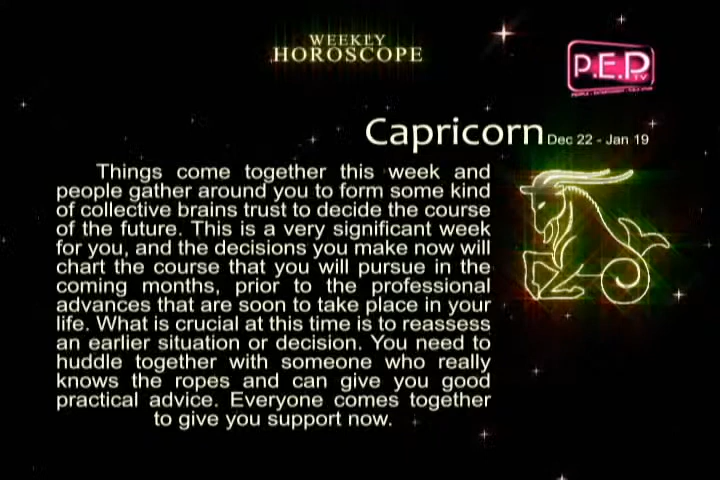 WEEKLY
HOROSCOPE
P.E.P
TV
Capricorn Dec 22 - Jan 19
Things come together this week and
people gather around you to form some kind
of collective brains trust to decide the course
of the future. This is a very significant week
for you, and the decisions you make now will
chart the course that you will pursue in the
coming months, prior to the professional
advances that are soon to take place in your
life. What is crucial at this time is to reassess
an earlier situation or decision. You need to
huddle together with someone who really
knows the ropes and can give you good
practical advice. Everyone comes together
to give you support now.